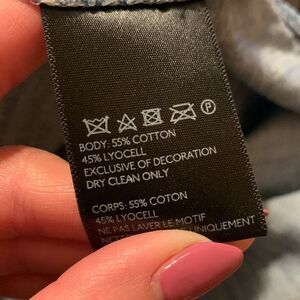 P
BODY: 55% COTTON
45% LYOCELL
EXCLUSIVE OF DECORATION
DRY CLEAN ONLY
CORPS: 55% COTON
45% LYOCELL
NE PAS LAVER LE MOTIF
UNIQUEMENT